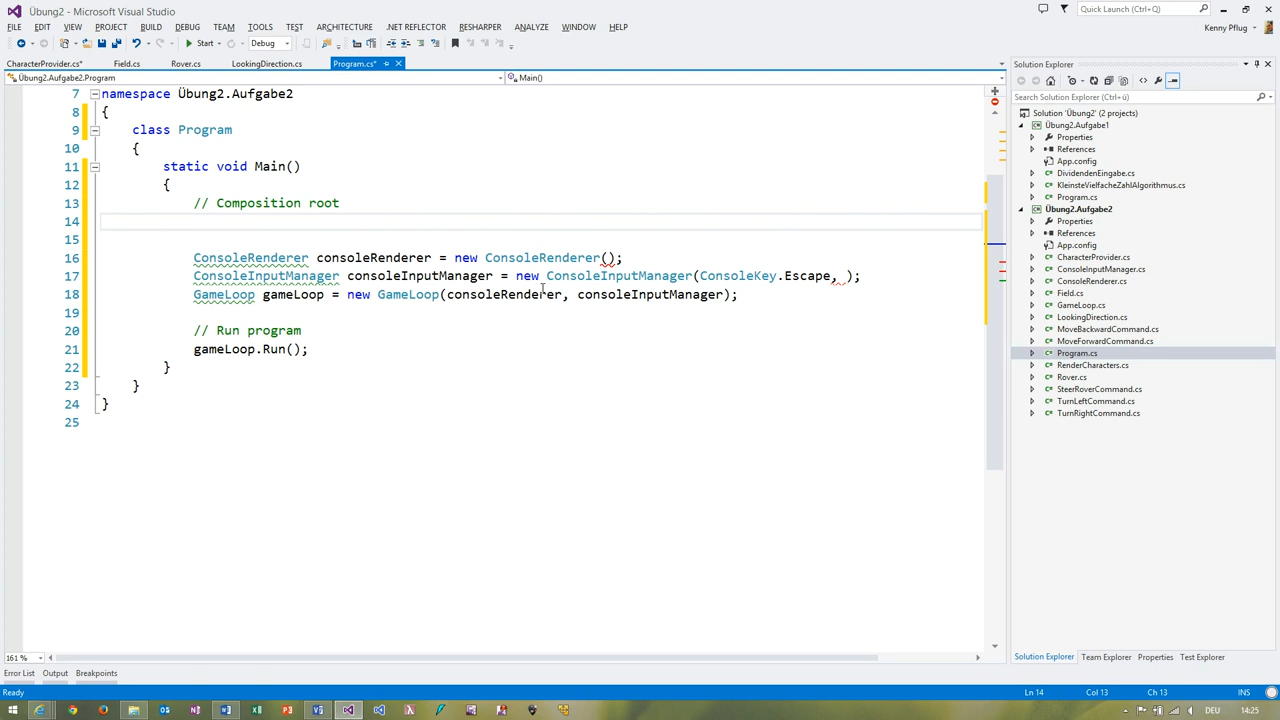 Übung2 - Microsoft Visual Studio
Quick Launch (Ctrl+Q)
FILE EDIT VIEW PROJECT BUILD DEBUG TEAM TOOLS TEST ARCHITECTURE .NET REFLECTOR RESHARPER ANALYZE WINDOW HELP
Kenny Pflug
Start Debug
CharacterProvider.cs* Field.cs Rover.cs LookingDirection.cs Program.cs*
Solution Explorer
Übung2.Aufgabe2.Program
Main()
Search Solution Explorer (Ctrl+ü)
7 namespace Übung2.Aufgabe2
8 {
9 class Program
10 {
11 static void Main()
12 {
13 // Composition root
14
15
16 ConsoleRenderer consoleRenderer = new ConsoleRenderer();
17 ConsoleInputManager consoleInputManager = new ConsoleInputManager(ConsoleKey.Escape, );
18 GameLoop gameLoop = new GameLoop(consoleRenderer, consoleInputManager);
19
20 // Run program
21 gameLoop.Run();
22 }
23 }
24 }
25
Solution 'Übung2' (2 projects)
Übung2.Aufgabe1
Properties
References
App.config
DividendenEingabe.cs
KleinsteVielfacheZahlAlgorithmus.cs
Program.cs
Übung2.Aufgabe2
Properties
References
App.config
CharacterProvider.cs
ConsoleInputManager.cs
ConsoleRenderer.cs
Field.cs
GameLoop.cs
LookingDirection.cs
MoveBackwardCommand.cs
MoveForwardCommand.cs
Program.cs
RenderCharacters.cs
Rover.cs
SteerRoverCommand.cs
TurnLeftCommand.cs
TurnRightCommand.cs
161 %
Solution Explorer Team Explorer Properties Test Explorer
Error List Output Breakpoints
Ready
Ln 14 Col 13 Ch 13 INS
DEU 14:25